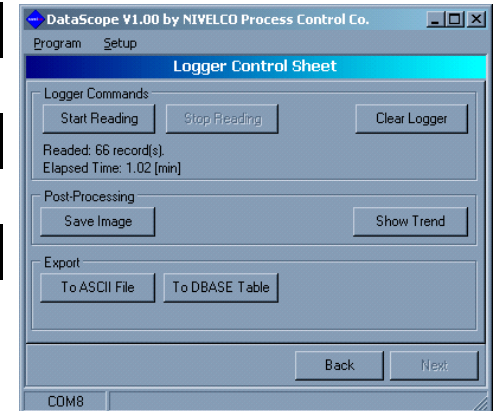 DataScope V1.00 by NIVELCO Process Control Co.
Program Setup
Logger Control Sheet
Logger Commands
Start Reading Stop Reading Clear Logger
Readed: 66 record(s).
Elapsed Time: 1.02 [min]
Post-Processing
Save Image Show Trend
Export
To ASCII File To DBASE Table
Back Next
COM8